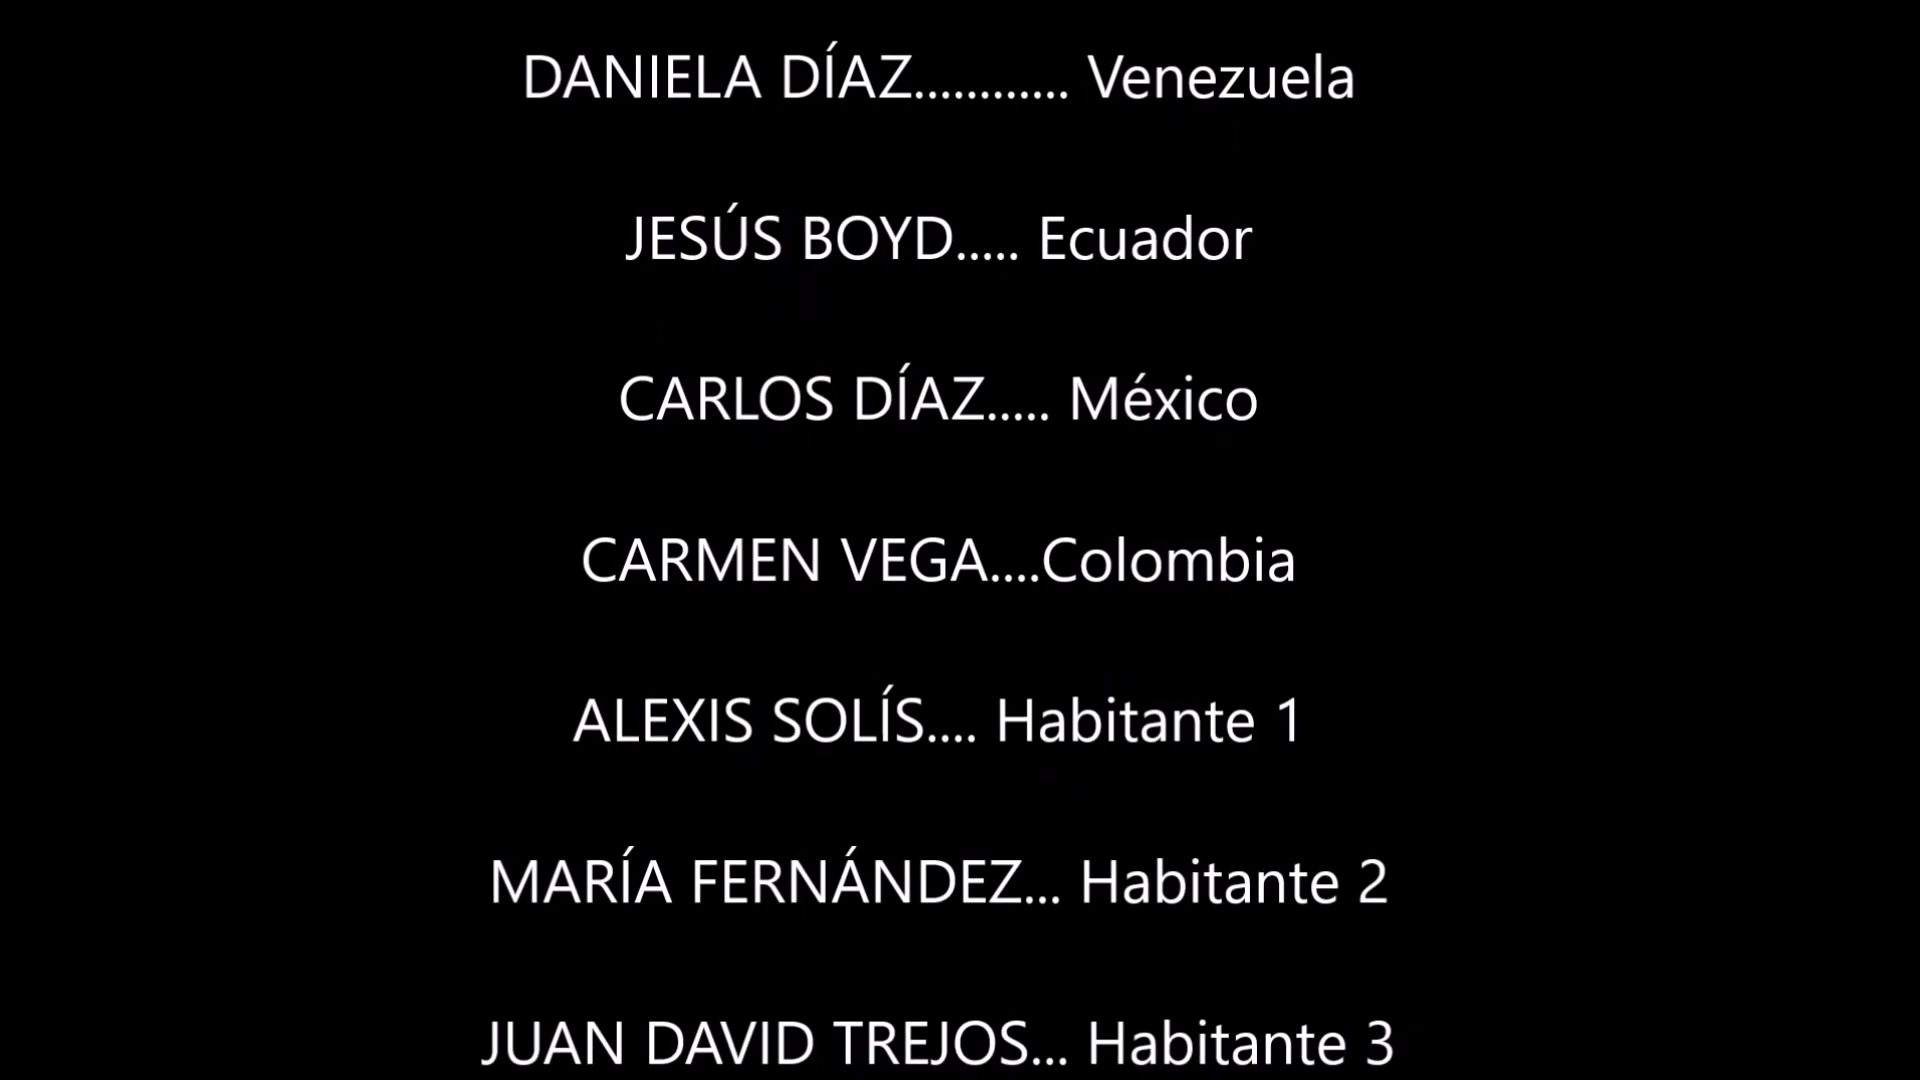 DANIELA DÍAZ............ Venezuela
JESÚS BOYD..... Ecuador
CARLOS DÍAZ..... México
CARMEN VEGA....Colombia
ALEXIS SOLÍS.... Habitante 1
MARÍA FERNÁNDEZ... Habitante 2
JUAN DAVID TREJOS... Habitante 3